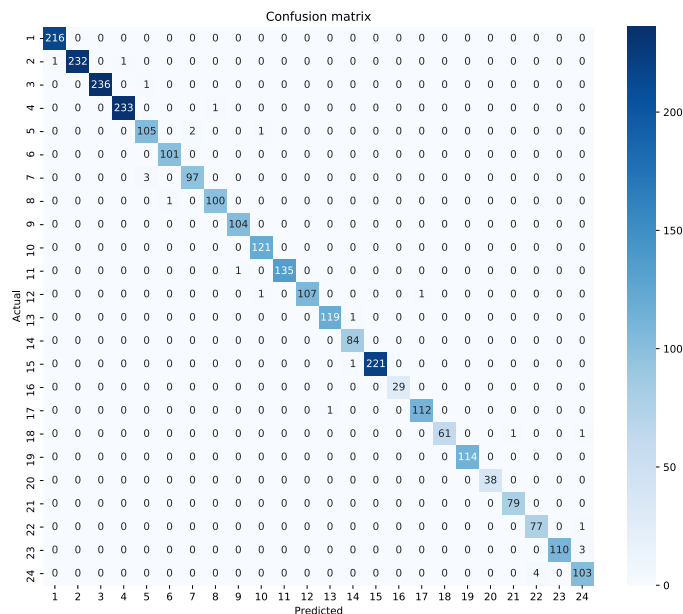 Confusion matrix
1 216 0 0 0 0 0 0 0 0 0 0 0 0 0 0 0 0 0 0 0 0 0 0 0
2 1 232 0 1 0 0 0 0 0 0 0 0 0 0 0 0 0 0 0 0 0 0 0 0
3 0 0 236 0 1 0 0 0 0 0 0 0 0 0 0 0 0 0 0 0 0 0 0 0
4 0 0 0 233 0 0 0 1 0 0 0 0 0 0 0 0 0 0 0 0 0 0 0 0
5 0 0 0 0 105 0 2 0 0 1 0 0 0 0 0 0 0 0 0 0 0 0 0 0
6 0 0 0 0 0 101 0 0 0 0 0 0 0 0 0 0 0 0 0 0 0 0 0 0
7 0 0 0 0 3 0 97 0 0 0 0 0 0 0 0 0 0 0 0 0 0 0 0 0
8 0 0 0 0 0 1 0 100 0 0 0 0 0 0 0 0 0 0 0 0 0 0 0 0
9 0 0 0 0 0 0 0 0 104 0 0 0 0 0 0 0 0 0 0 0 0 0 0 0
10 0 0 0 0 0 0 0 0 0 121 0 0 0 0 0 0 0 0 0 0 0 0 0 0
11 0 0 0 0 0 0 0 0 1 0 135 0 0 0 0 0 0 0 0 0 0 0 0 0
12 0 0 0 0 0 0 0 0 0 1 0 107 0 0 0 0 1 0 0 0 0 0 0 0
13 0 0 0 0 0 0 0 0 0 0 0 0 119 1 0 0 0 0 0 0 0 0 0 0
14 0 0 0 0 0 0 0 0 0 0 0 0 0 84 0 0 0 0 0 0 0 0 0 0
15 0 0 0 0 0 0 0 0 0 0 0 0 0 1 221 0 0 0 0 0 0 0 0 0
16 0 0 0 0 0 0 0 0 0 0 0 0 0 0 0 29 0 0 0 0 0 0 0 0
17 0 0 0 0 0 0 0 0 0 0 0 0 1 0 0 0 112 0 0 0 0 0 0 0
18 0 0 0 0 0 0 0 0 0 0 0 0 0 0 0 0 0 61 0 0 1 0 0 1
19 0 0 0 0 0 0 0 0 0 0 0 0 0 0 0 0 0 0 114 0 0 0 0 0
20 0 0 0 0 0 0 0 0 0 0 0 0 0 0 0 0 0 0 0 38 0 0 0 0
21 0 0 0 0 0 0 0 0 0 0 0 0 0 0 0 0 0 0 0 0 79 0 0 0
22 0 0 0 0 0 0 0 0 0 0 0 0 0 0 0 0 0 0 0 0 0 77 0 1
23 0 0 0 0 0 0 0 0 0 0 0 0 0 0 0 0 0 0 0 0 0 0 110 3
24 0 0 0 0 0 0 0 0 0 0 0 0 0 0 0 0 0 0 0 0 0 4 0 103
1 2 3 4 5 6 7 8 9 10 11 12 13 14 15 16 17 18 19 20 21 22 23 24
Predicted
Actual
200
150
100
50
0